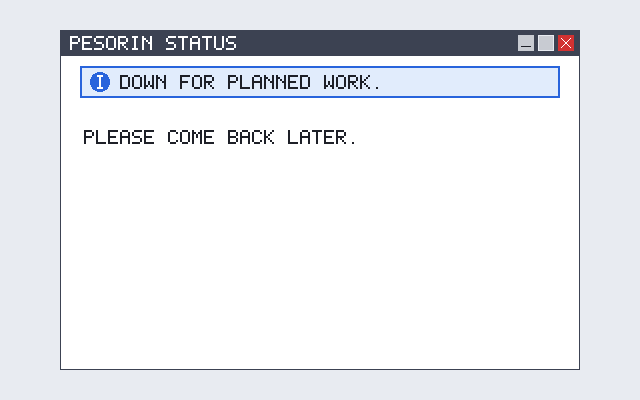 PESORIN STATUS
I DOWN FOR PLANNED WORK.
PLEASE COME BACK LATER.